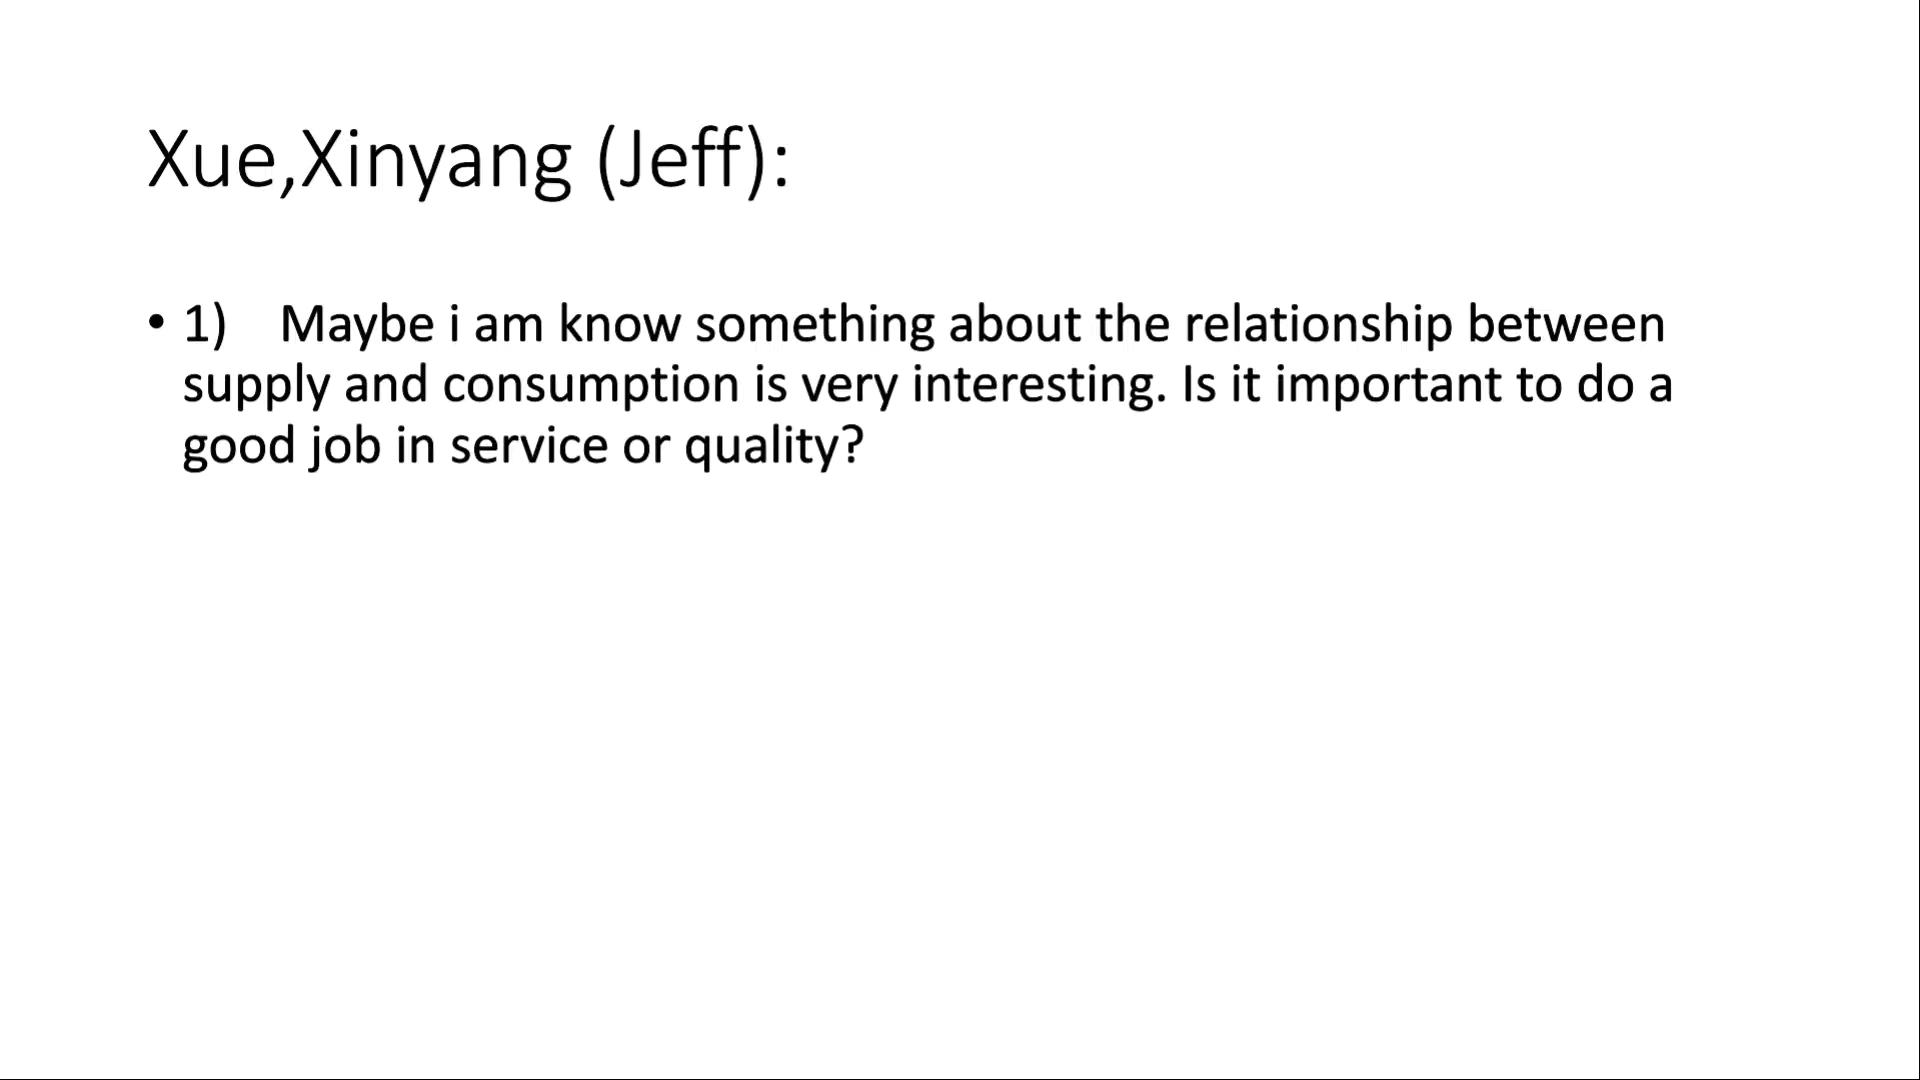 Xue,Xinyang (Jeff):
• 1) Maybe i am know something about the relationship between
supply and consumption is very interesting. Is it important to do a
good job in service or quality?